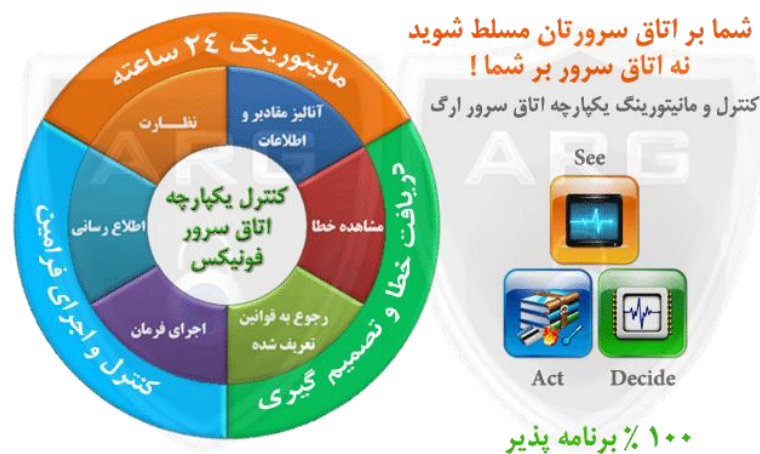 شما بر اتاق سرورتان مسلط شوید
نه اتاق سرور بر شما !
کنترل و مانیتورینگ یکپارچه اتاق سرور ارگ
See
Act
Decide
۱۰۰ ٪ برنامه پذیر
مانیتورینگ ۲۴ ساعته
دریافت خطا و تصمیم گیری
کنترل و اجرای فرامین
نظـــارت
آنالیز مقادیر و
اطلاعات
مشاهده خطا
رجوع به قوانین
تعریف شده
اجرای فرمان
اطلاع رسانی
کنترل یکپارچه
اتاق سرور
فونیکس
ARG
ARG